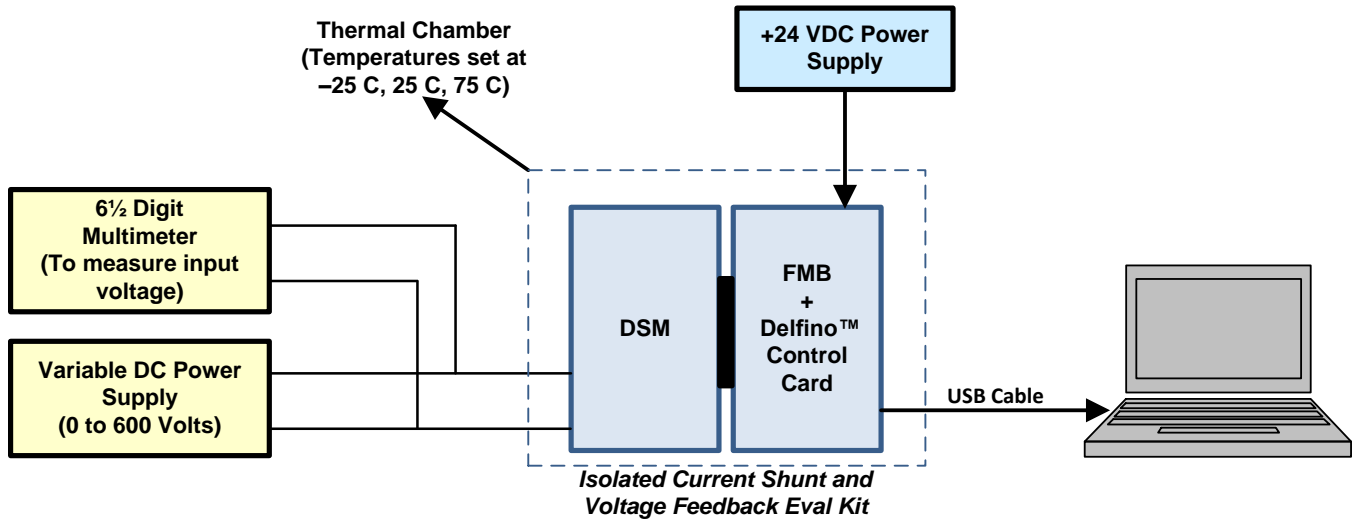 Thermal Chamber
(Temperatures set at
–25 C, 25 C, 75 C)
+24 VDC Power
Supply
6½ Digit
Multimeter
(To measure input
voltage)
Variable DC Power
Supply
(0 to 600 Volts)
DSM
FMB
+
Delfino™
Control
Card
USB Cable
Isolated Current Shunt and
Voltage Feedback Eval Kit